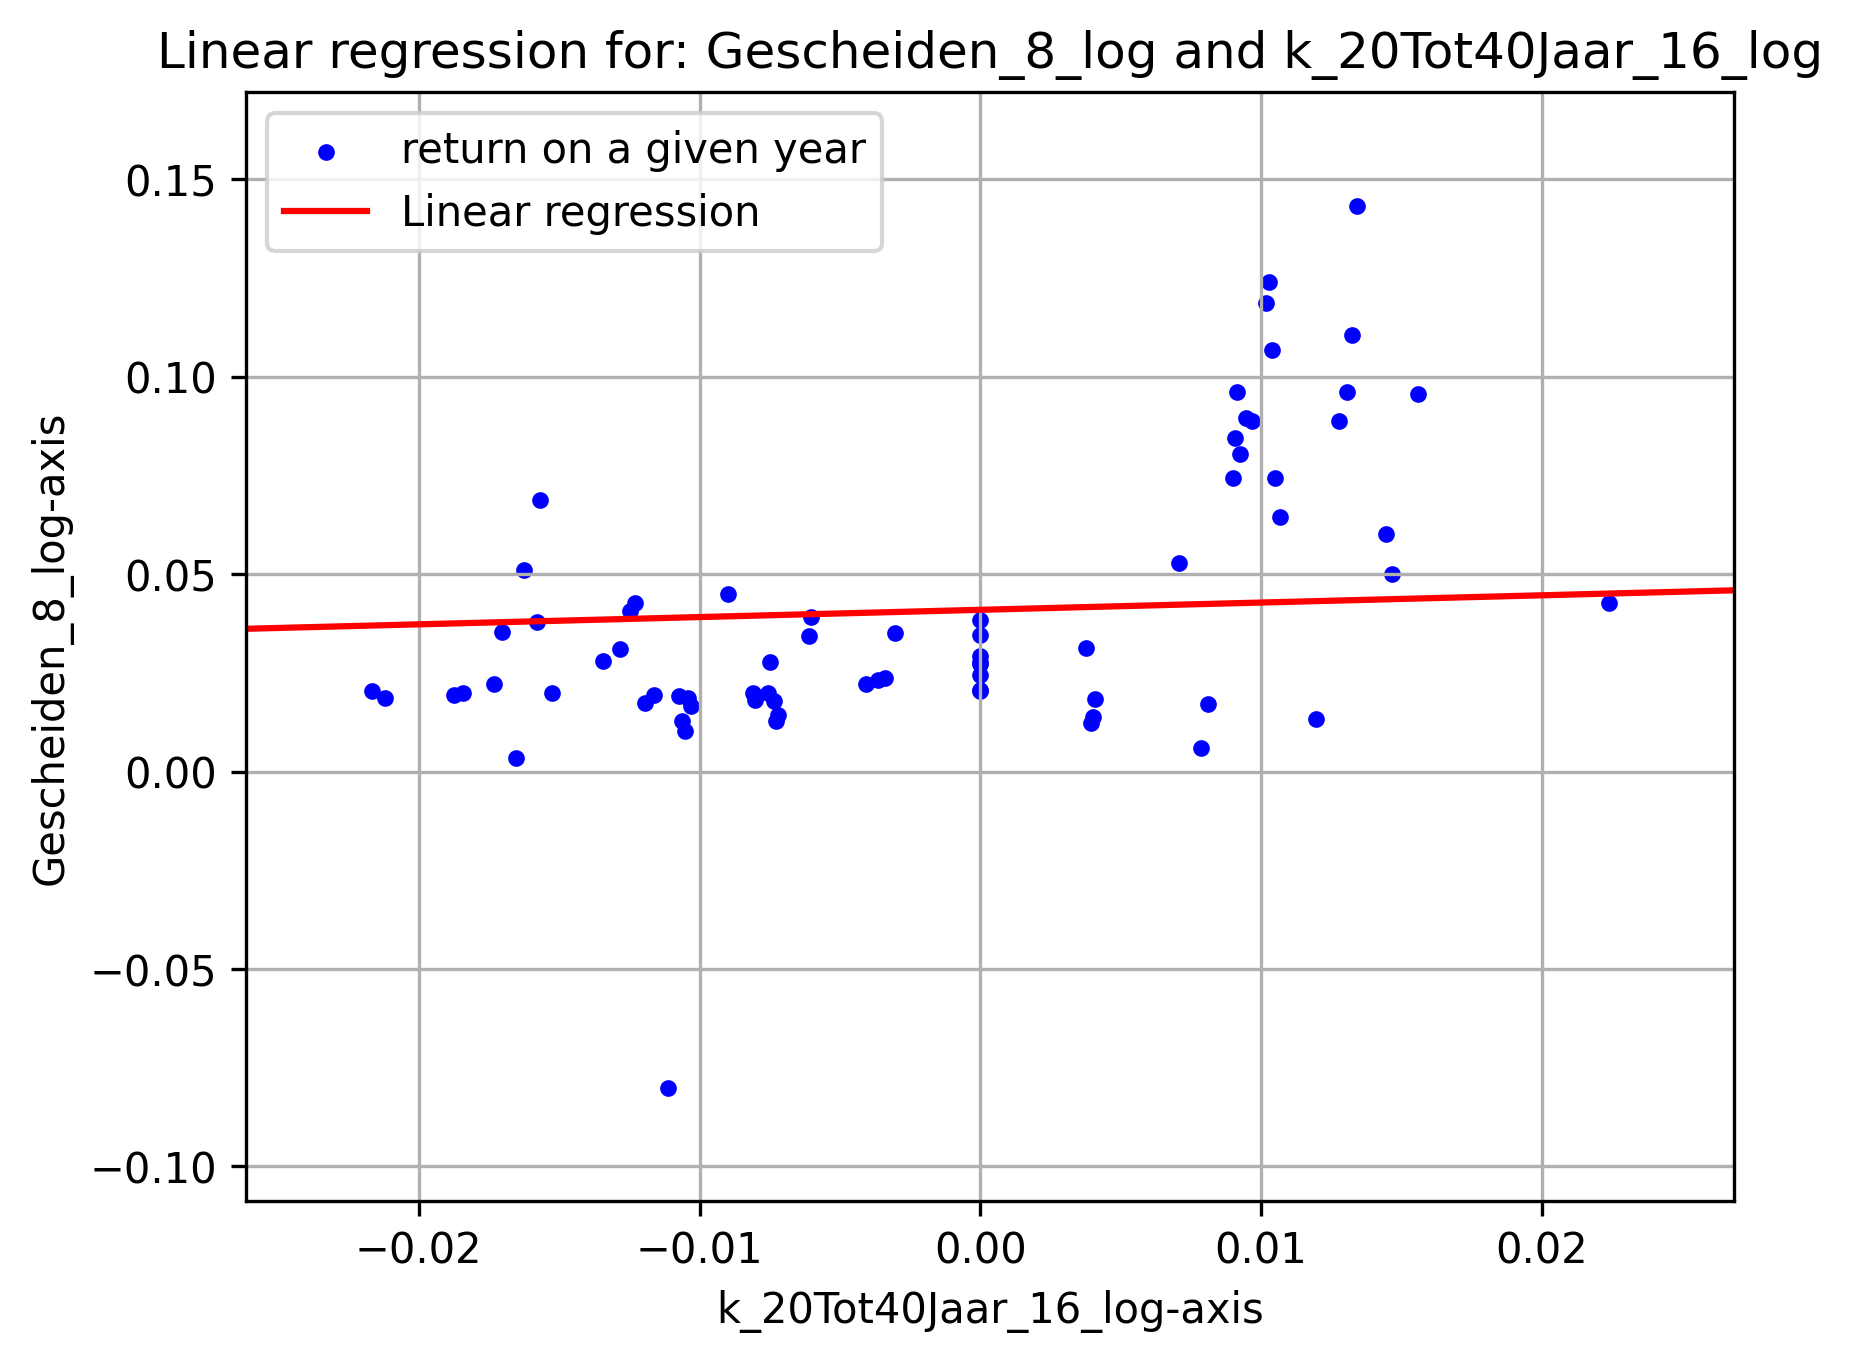 Linear regression for: Gescheiden_8_log and k_20Tot40Jaar_16_log
return on a given year
Linear regression
0.15
0.10
0.05
0.00
−0.05
−0.10
Gescheiden_8_log-axis
−0.02
−0.01
0.00
0.01
0.02
k_20Tot40Jaar_16_log-axis